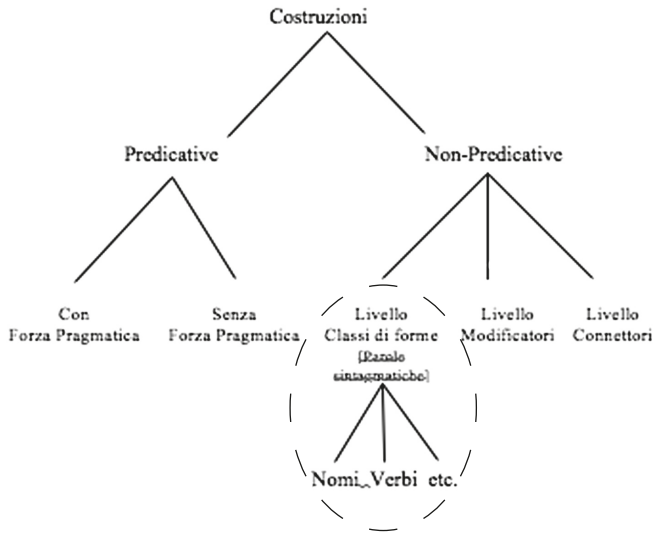 Costruzioni
Predicative
Non-Predicative
Con
Forza Pragmatica
Senza
Forza Pragmatica
Livello
Classi di forme
sintagmatiche]
Livello
Modificatori
Livello
Connettori
Nomi, Verbi etc.